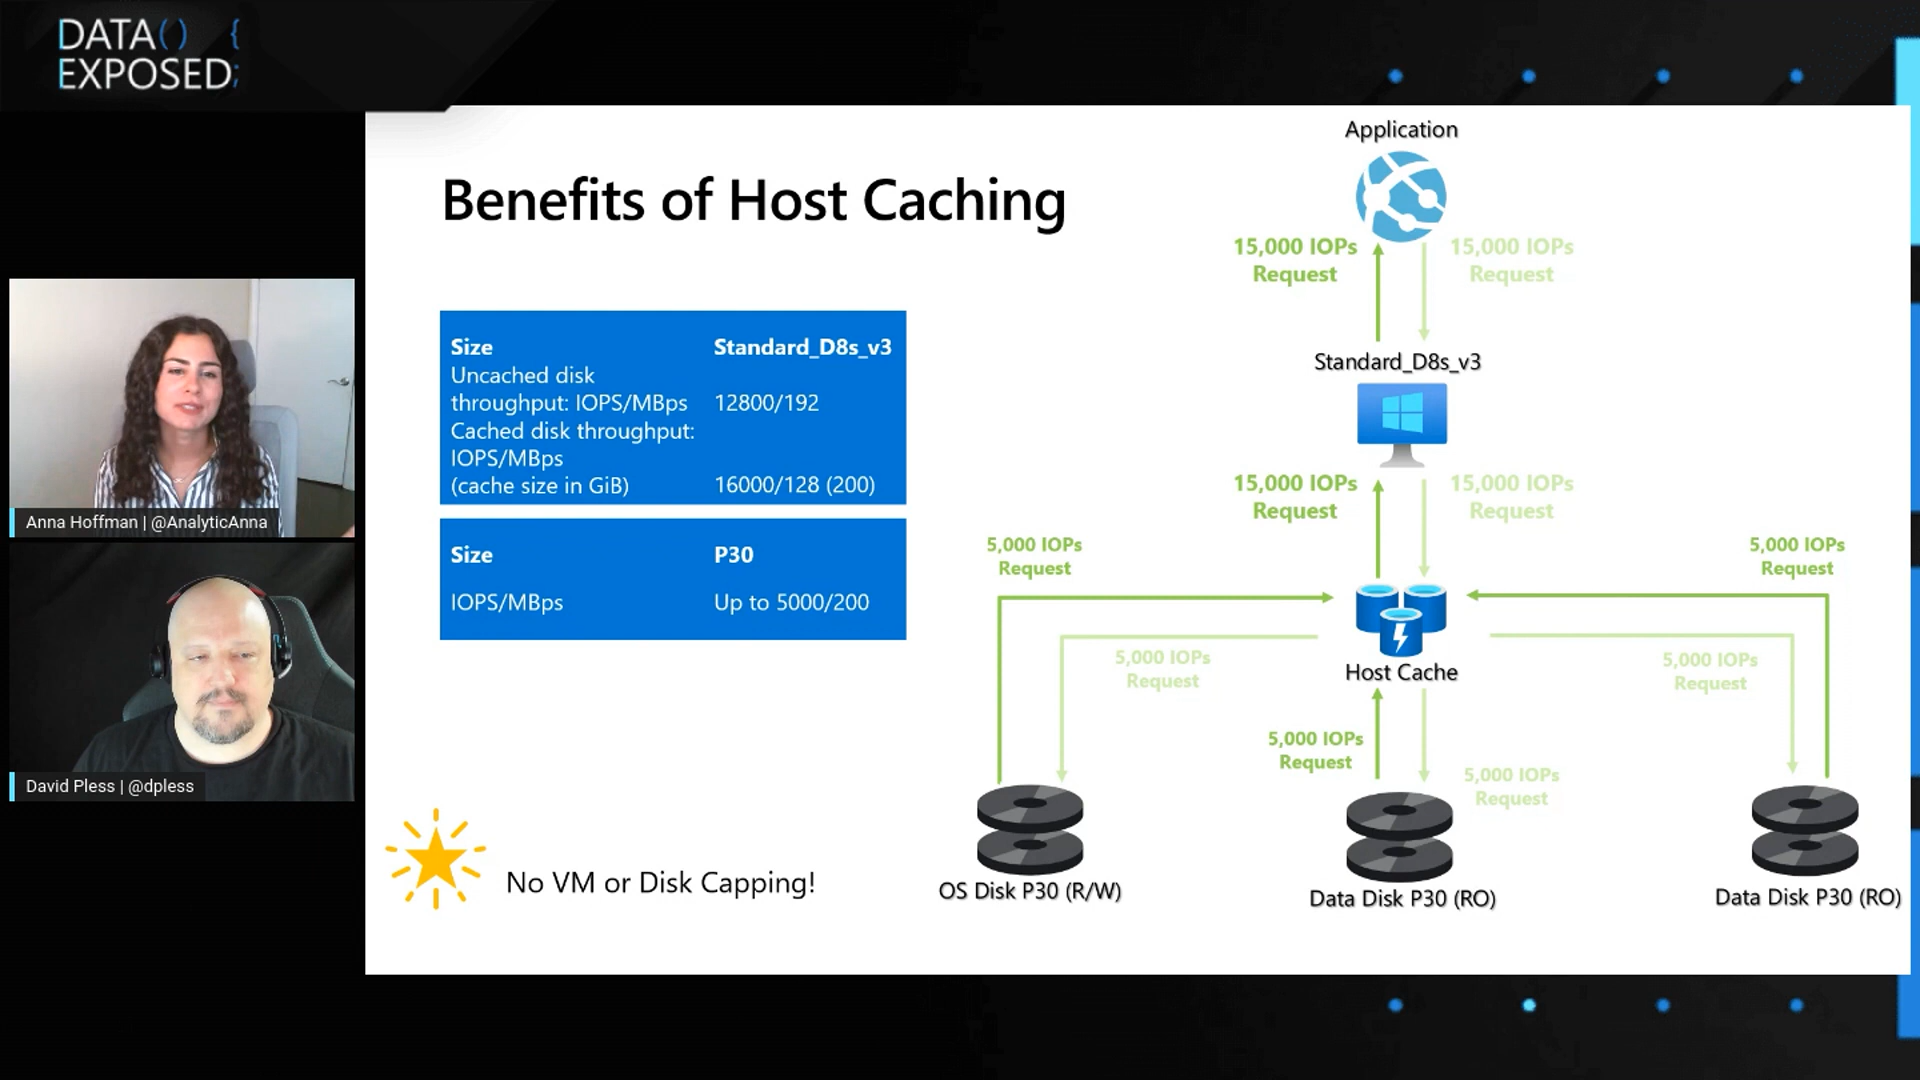 DATA() {
EXPOSED;
Benefits of Host Caching
Size Standard_D8s_v3
Uncached disk
throughput: IOPS/MBps 12800/192
Cached disk throughput:
IOPS/MBps
(cache size in GiB) 16000/128 (200)
Size P30
IOPS/MBps Up to 5000/200
No VM or Disk Capping!
Anna Hoffman | @AnalyticAnna
David Pless | @dpless
Application
15,000 IOPs
Request
15,000 IOPs
Request
Standard_D8s_v3
15,000 IOPs
Request
15,000 IOPs
Request
5,000 IOPs
Request
5,000 IOPs
Request
5,000 IOPs
Request
Host Cache
5,000 IOPs
Request
5,000 IOPs
Request
5,000 IOPs
Request
OS Disk P30 (R/W)
Data Disk P30 (RO)
Data Disk P30 (RO)